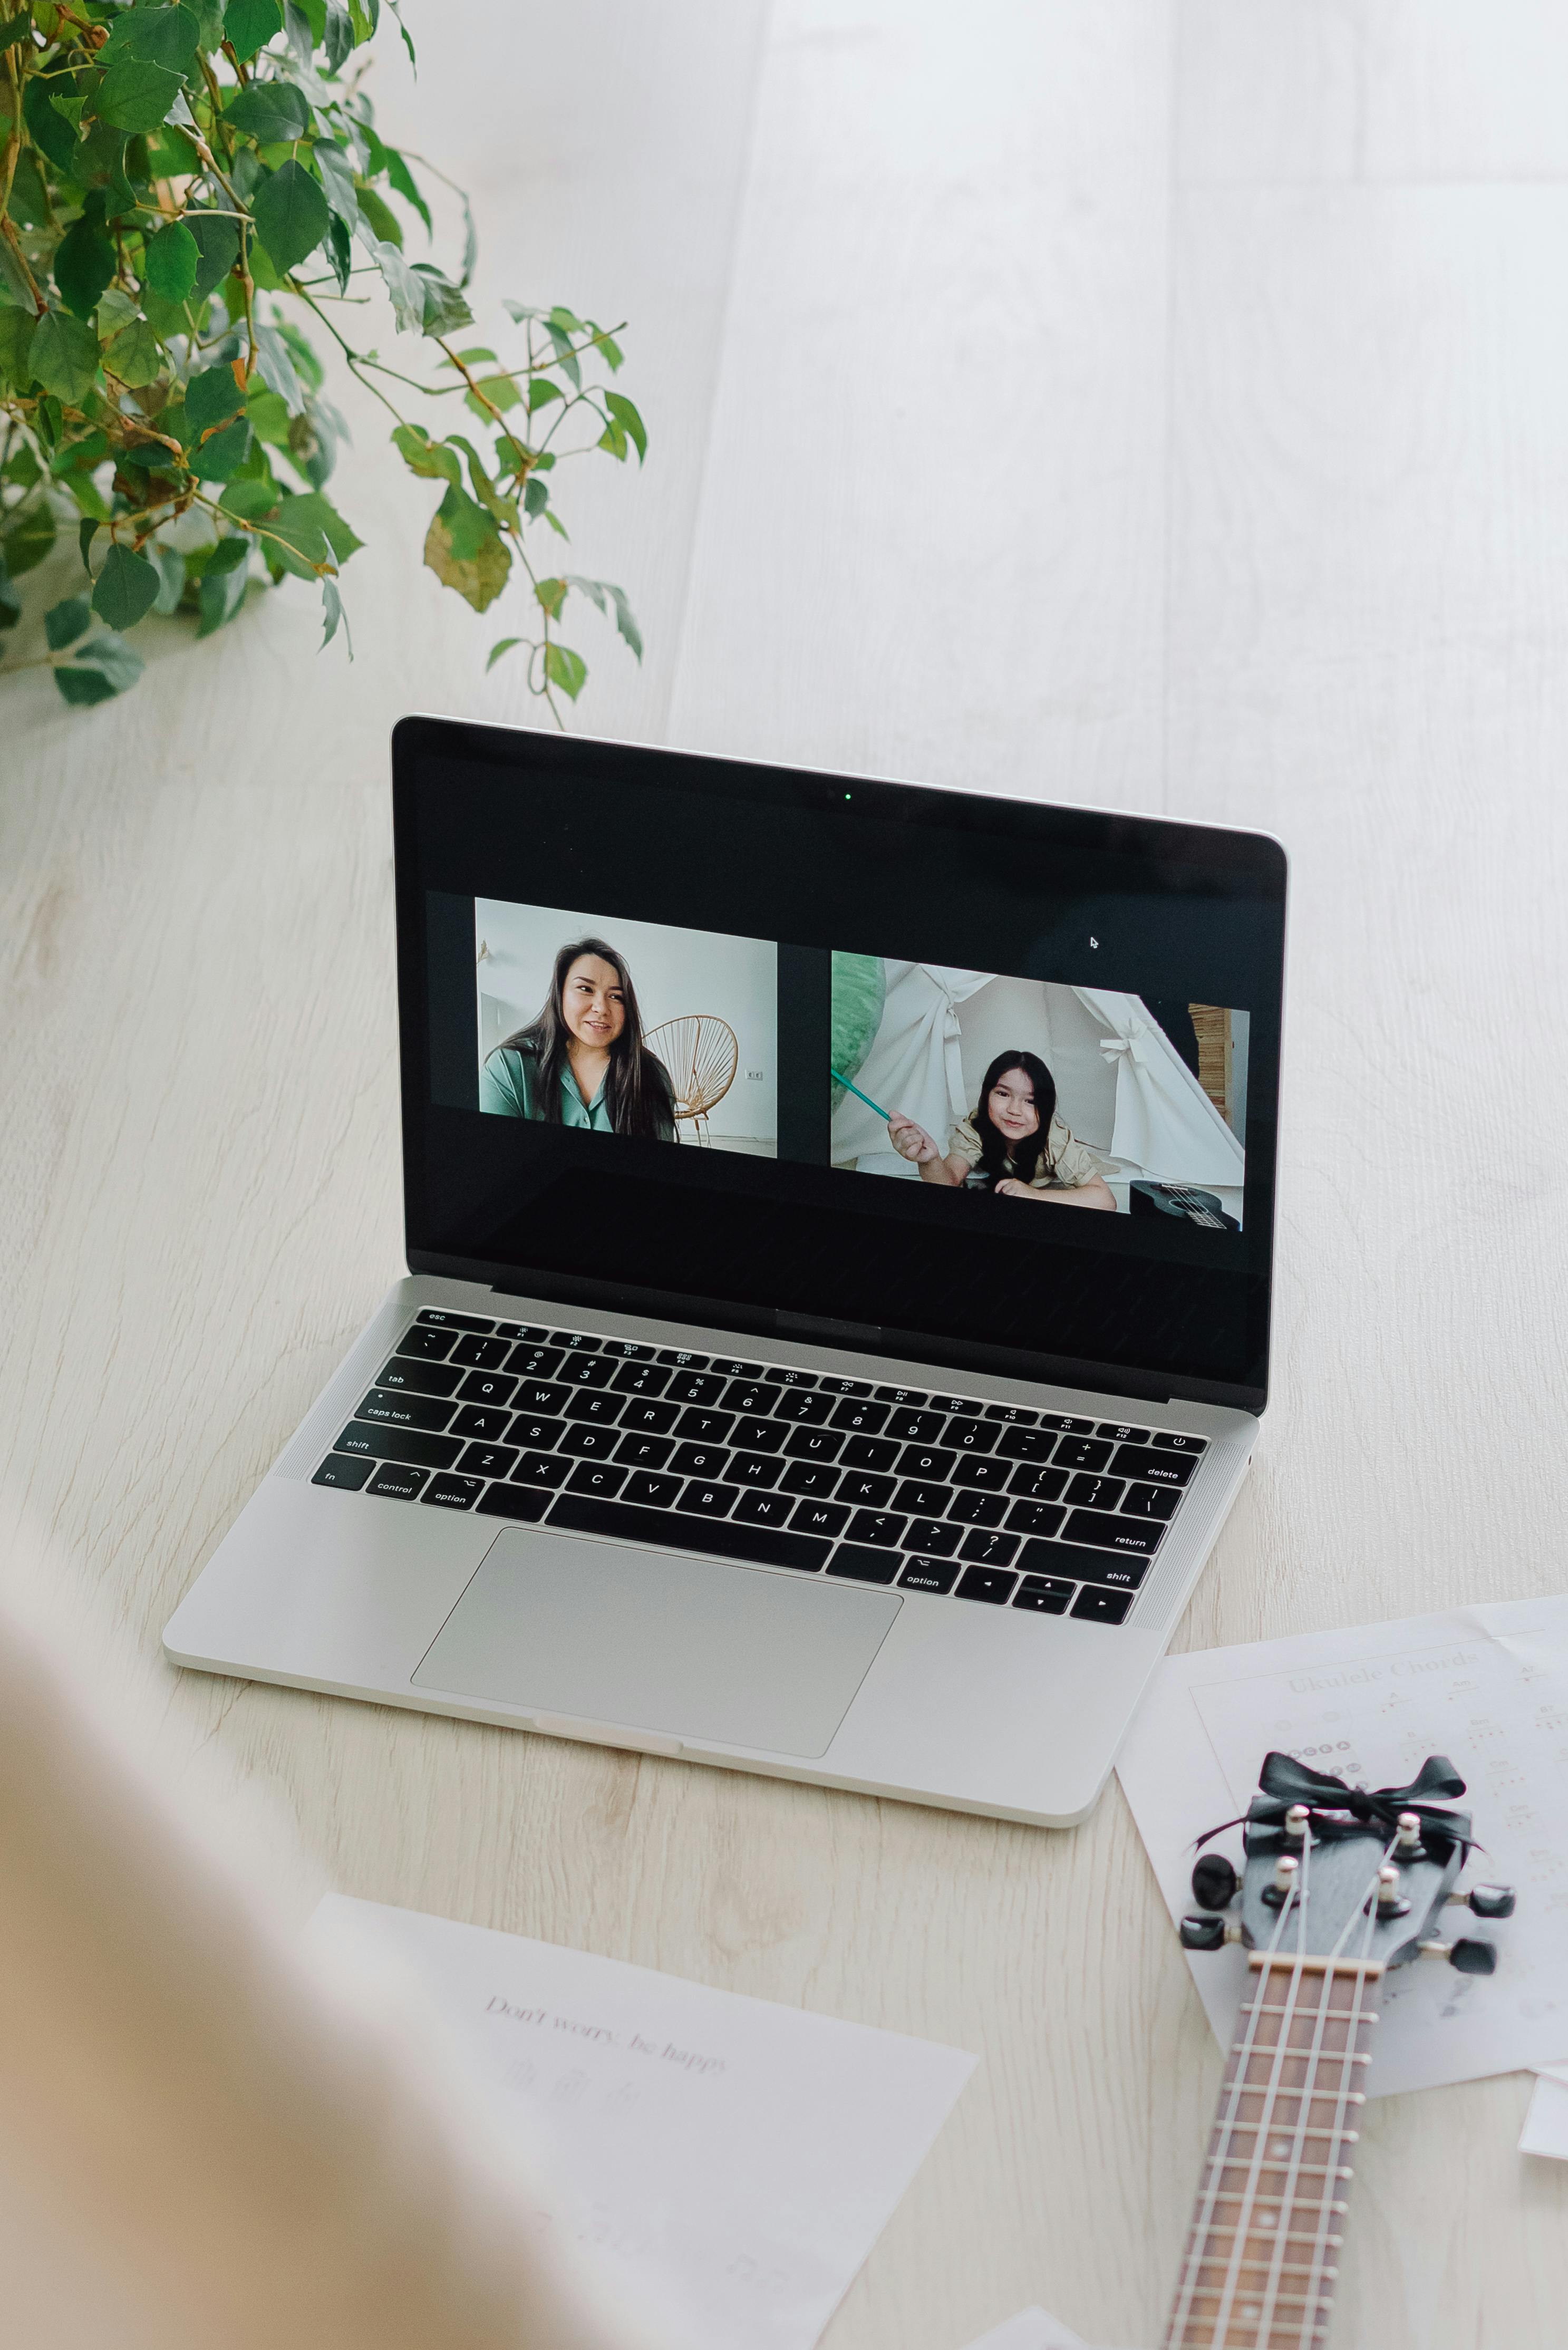 esc F1 F2 F3 F4 F5 F6 F7 F8 F9 F10 F11 F12
~ ` ! 1 @ 2 # 3 $ 4 % 5 ^ 6 & 7 * 8 ( 9 ) 0 _ - + = delete
tab Q W E R T Y U I O P { [ } ] | \
caps lock A S D F G H J K L : ; " ' return
shift Z X C V B N M < , > . ? / shift
fn control option option
Ukulele Chords
Don't worry, be happy